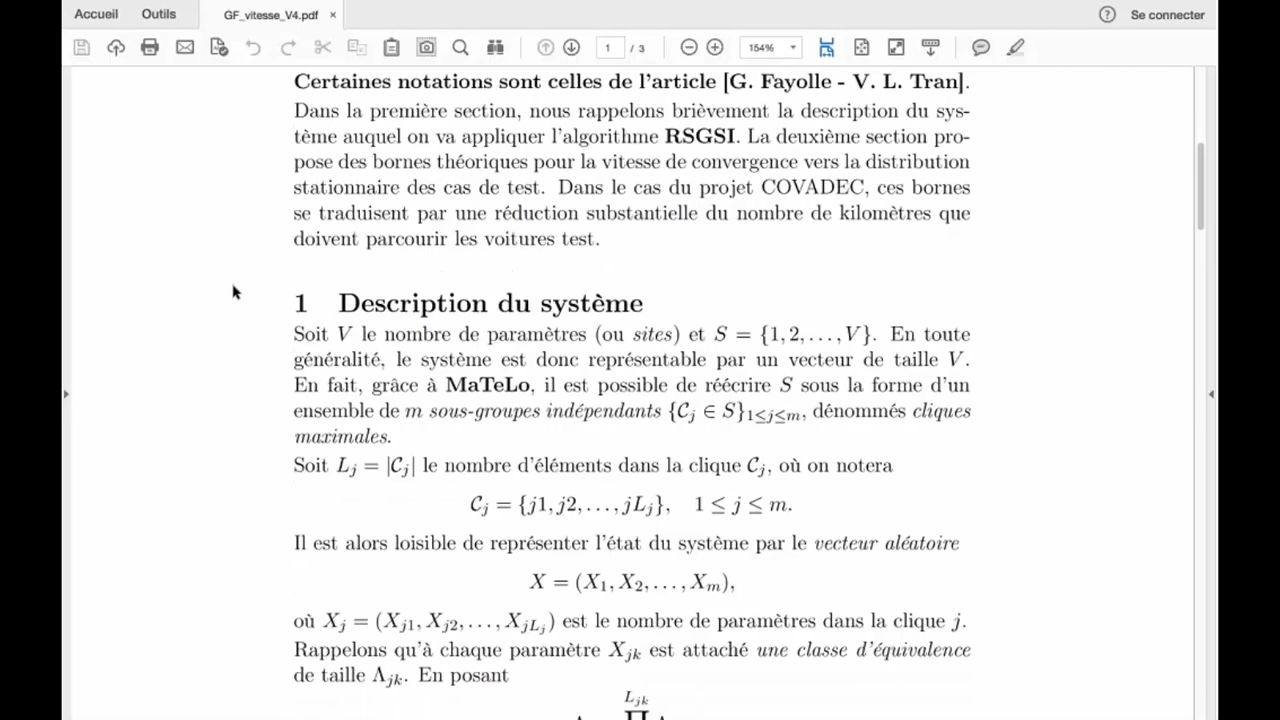 Accueil Outils GF_vitesse_V4.pdf × ? Se connecter
1 / 3 154%
Certaines notations sont celles de l'article [G. Fayolle - V. L. Tran].
Dans la première section, nous rappelons brièvement la description du sys-
tème auquel on va appliquer l'algorithme RSGSI. La deuxième section pro-
pose des bornes théoriques pour la vitesse de convergence vers la distribution
stationnaire des cas de test. Dans le cas du projet COVADEC, ces bornes
se traduisent par une réduction substantielle du nombre de kilomètres que
doivent parcourir les voitures test.
1 Description du système
Soit V le nombre de paramètres (ou sites) et S = {1, 2, . . . , V}. En toute
généralité, le système est donc représentable par un vecteur de taille V.
En fait, grâce à MaTeLo, il est possible de réécrire S sous la forme d'un
ensemble de m sous-groupes indépendants {𝒞_j ∈ S}_{1≤j≤m}, dénommés cliques
maximales.
Soit L_j = |𝒞_j| le nombre d'éléments dans la clique 𝒞_j, où on notera
𝒞_j = {j1, j2, . . . , jL_j}, 1 ≤ j ≤ m.
Il est alors loisible de représenter l'état du système par le vecteur aléatoire
X = (X_1, X_2, . . . , X_m),
où X_j = (X_{j1}, X_{j2}, . . . , X_{jL_j}) est le nombre de paramètres dans la clique j.
Rappelons qu'à chaque paramètre X_{jk} est attaché une classe d'équivalence
de taille Λ_{jk}. En posant
L_{jk}